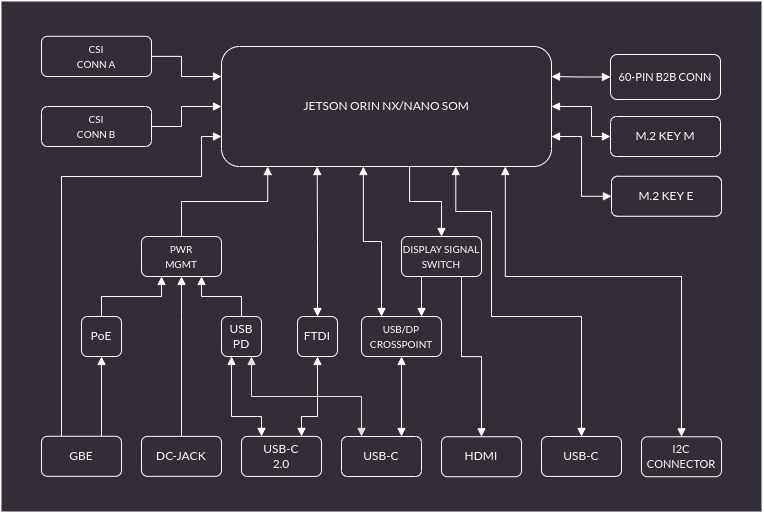 CSI
CONN A
CSI
CONN B
JETSON ORIN NX/NANO SOM
60-PIN B2B CONN
M.2 KEY M
M.2 KEY E
PWR
MGMT
DISPLAY SIGNAL
SWITCH
PoE
USB
PD
FTDI
USB/DP
CROSSPOINT
GBE
DC-JACK
USB-C
2.0
USB-C
HDMI
USB-C
I2C
CONNECTOR